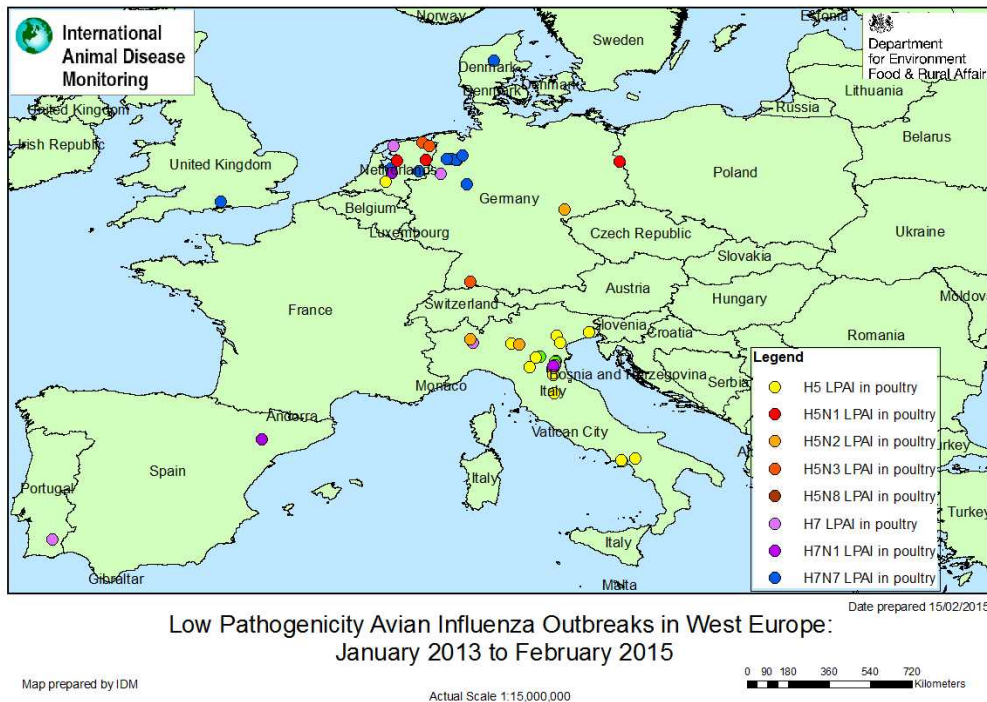 International
Animal Disease
Monitoring
Department
for Environment
Food & Rural Affair
Norway
Sweden
Estonia
Denmark
Denmark
Denmark
Lithuania
Russia
United Kingdom
Irish Republic
United Kingdom
Belarus
Netherlands
Poland
Germany
Belgium
Luxembourg
Czech Republic
Ukraine
Slovakia
Austria
Hungary
Moldov
Switzerland
France
Slovenia
Croatia
Romania
Bosnia and Herzegovina
Serbia
Monaco
Italy
Andorra
Vatican City
Spain
Portugal
Italy
Turkey
Turkey
Italy
Gibraltar
Malta
Legend
H5 LPAI in poultry
H5N1 LPAI in poultry
H5N2 LPAI in poultry
H5N3 LPAI in poultry
H5N8 LPAI in poultry
H7 LPAI in poultry
H7N1 LPAI in poultry
H7N7 LPAI in poultry
Date prepared 15/02/2015
Low Pathogenicity Avian Influenza Outbreaks in West Europe:
January 2013 to February 2015
Map prepared by IDM
Actual Scale 1:15,000,000
0 90 180 360 540 720
Kilometers